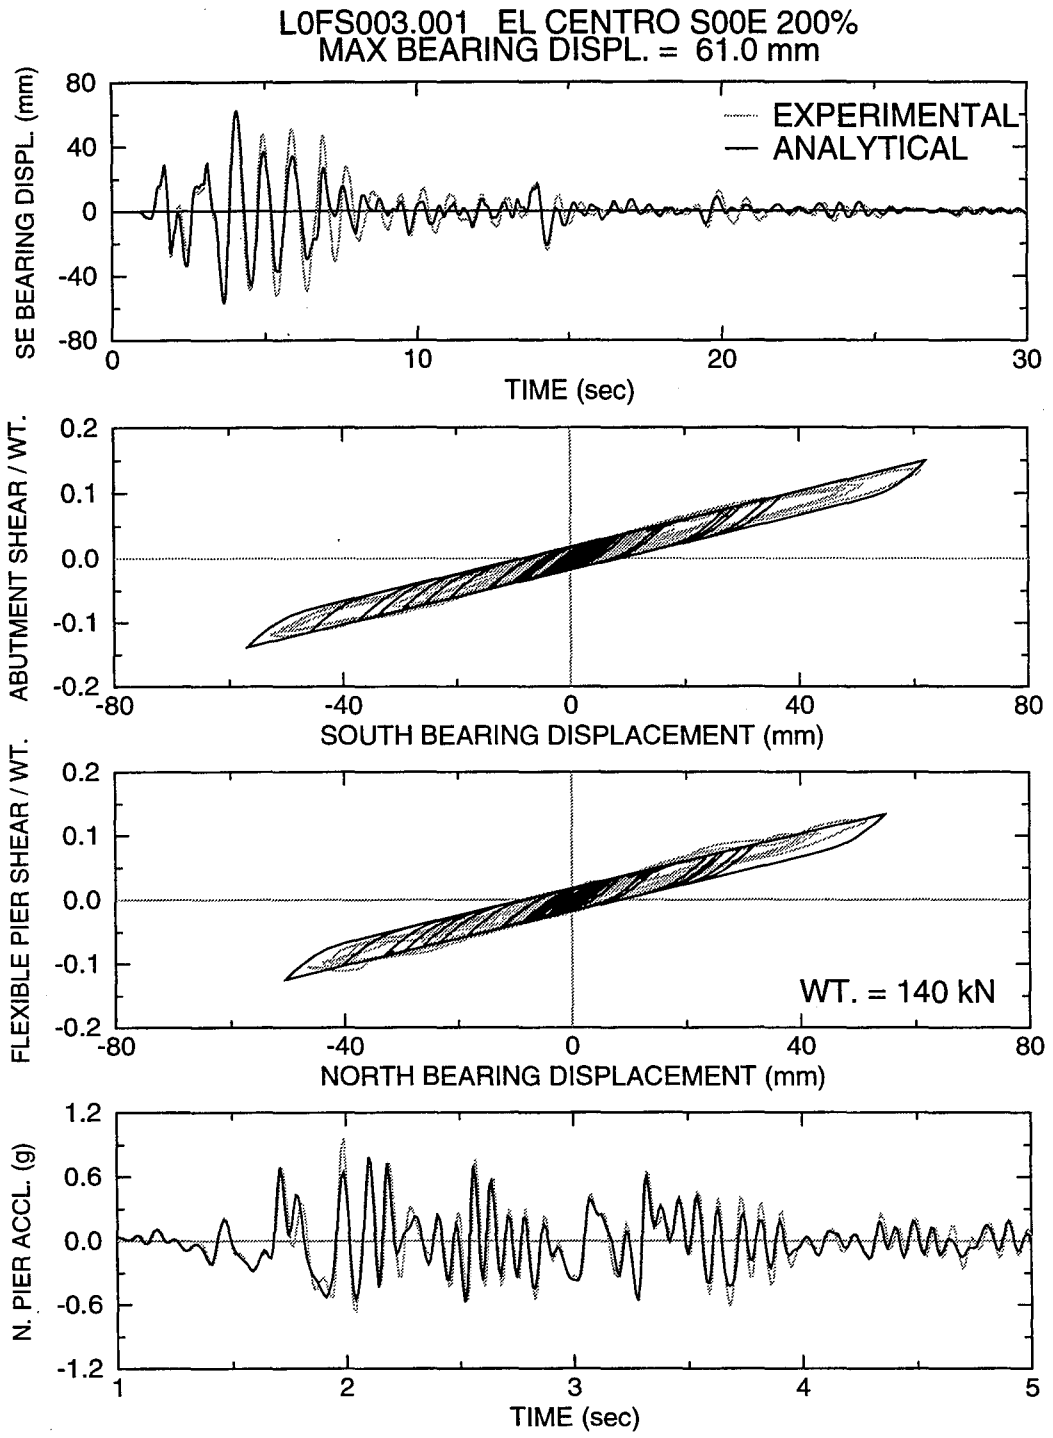 L0FS003.001 EL CENTRO S00E 200%
MAX BEARING DISPL. = 61.0 mm
SE BEARING DISPL. (mm)
80
40
0
-40
-80
EXPERIMENTAL
ANALYTICAL
0 10 20 30
TIME (sec)
ABUTMENT SHEAR / WT.
0.2
0.1
0.0
-0.1
-0.2
-80 -40 0 40 80
SOUTH BEARING DISPLACEMENT (mm)
FLEXIBLE PIER SHEAR / WT.
0.2
0.1
0.0
-0.1
-0.2
WT. = 140 kN
-80 -40 0 40 80
NORTH BEARING DISPLACEMENT (mm)
N. PIER ACCL. (g)
1.2
0.6
0.0
-0.6
-1.2
1 2 3 4 5
TIME (sec)